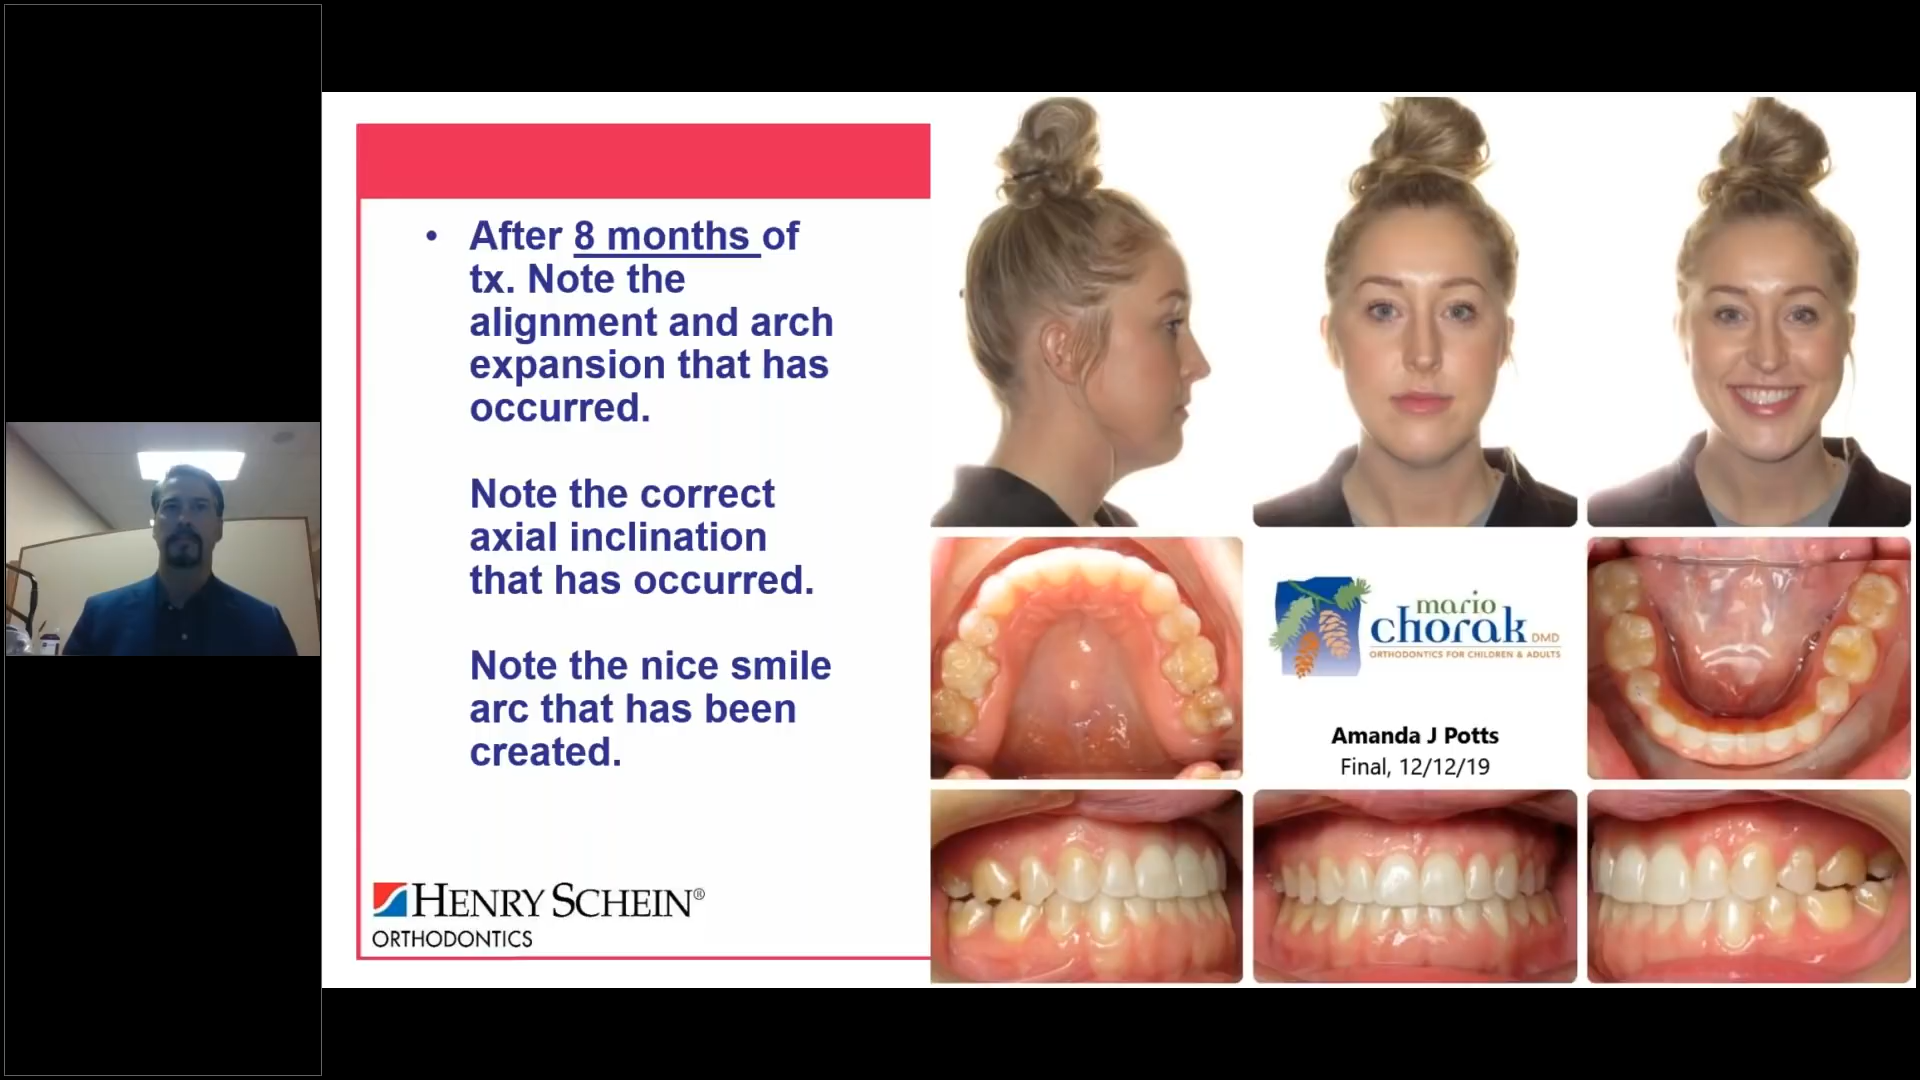 • After 8 months of
tx. Note the
alignment and arch
expansion that has
occurred.
Note the correct
axial inclination
that has occurred.
Note the nice smile
arc that has been
created.
HENRY SCHEIN®
ORTHODONTICS
mario
chorak DMD
ORTHODONTICS FOR CHILDREN & ADULTS
Amanda J Potts
Final, 12/12/19